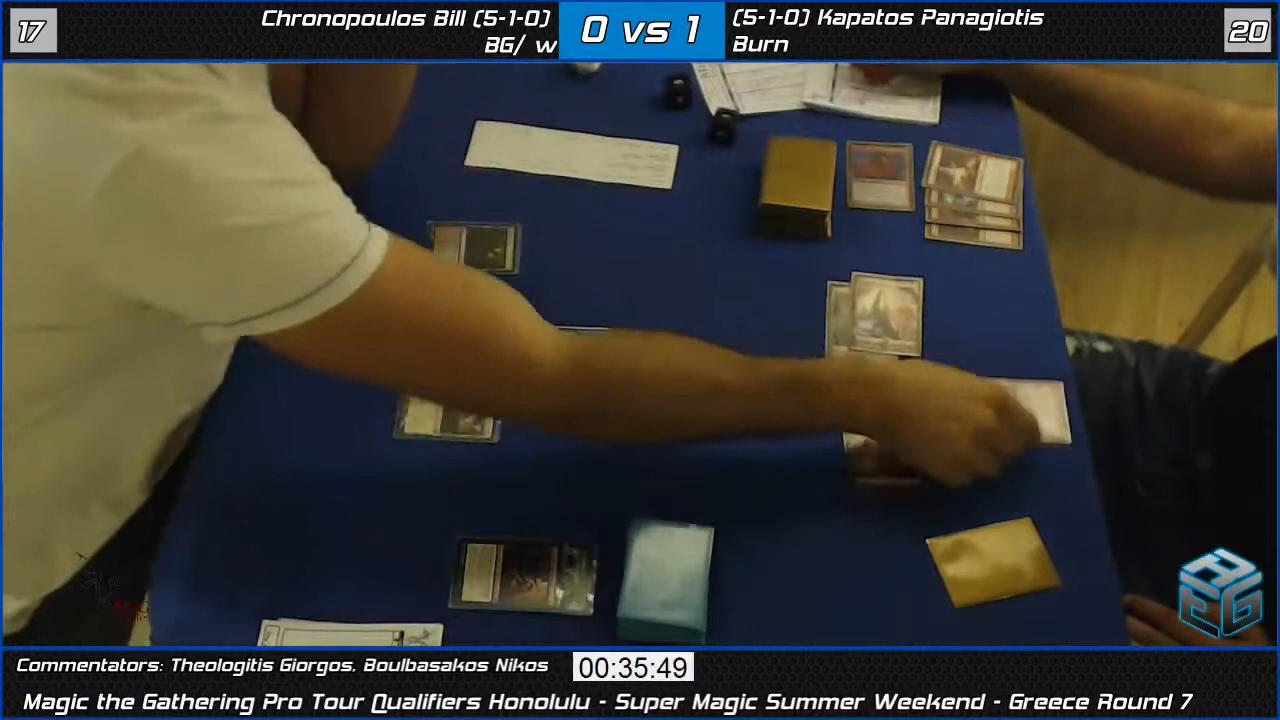 17
Chronopoulos Bill (5-1-0)
BG/ w
0 vs 1
(5-1-0) Kapatos Panagiotis
Burn
20
Commentators: Theologitis Giorgos, Boulbasakos Nikos
00:35:49
Magic the Gathering Pro Tour Qualifiers Honolulu - Super Magic Summer Weekend - Greece Round 7